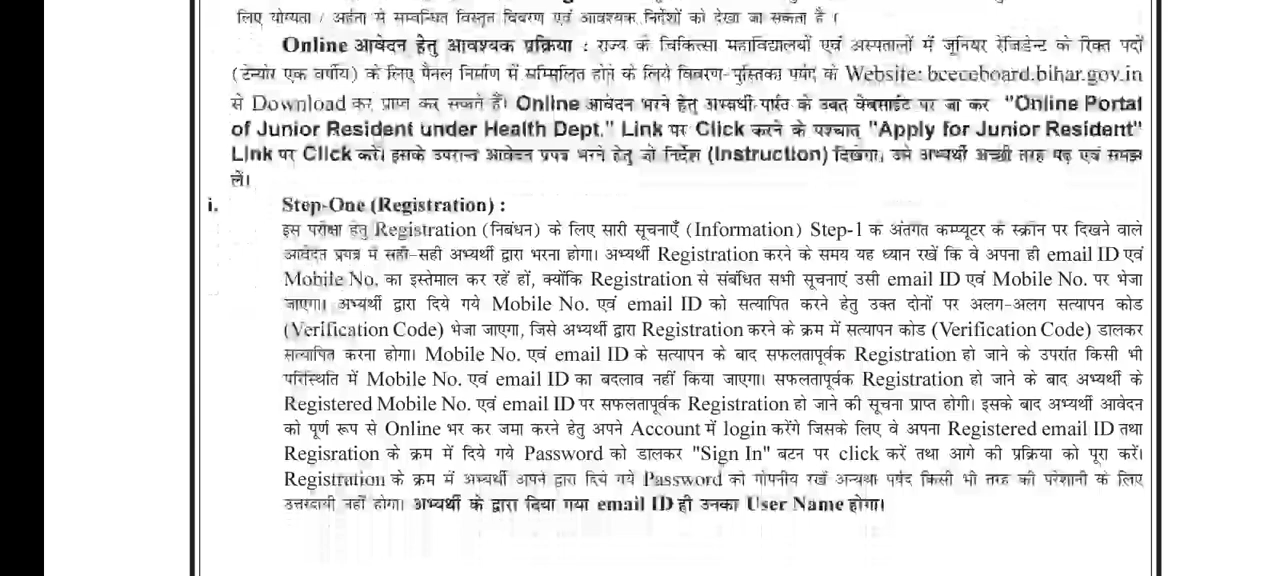 लिए योग्यता / अर्हता से सम्बन्धित विस्तृत विवरण एवं आवश्यक निर्देशों को देखा जा सकता है ।
Online आवेदन हेतु आवश्यक प्रक्रिया : राज्य के चिकित्सा महाविद्यालयों एवं अस्पतालों में जूनियर रेजिडेन्ट के रिक्त पदों
(टेन्योर एक वर्षीय) के लिए पैनल निर्माण में सम्मिलित होने के लिये विवरण-पुस्तिका पर्षद के Website: bceceboard.bihar.gov.in
से Download कर प्राप्त कर सकते हैं। Online आवेदन भरने हेतु अभ्यर्थी पर्षद के उक्त वेबसाईट पर जा कर "Online Portal
of Junior Resident under Health Dept." Link पर Click करने के पश्चात् "Apply for Junior Resident"
Link पर Click करें। इसके उपरान्त आवेदन प्रपत्र भरने हेतु जो निर्देश (Instruction) दिखेगा, उसे अभ्यर्थी अच्छी तरह पढ़ एवं समझ
लें।
i. Step-One (Registration) :
इस परीक्षा हेतु Registration (निबंधन) के लिए सारी सूचनाएँ (Information) Step-1 के अंतर्गत कम्प्यूटर के स्क्रीन पर दिखने वाले
आवेदन प्रपत्र में सही-सही अभ्यर्थी द्वारा भरना होगा। अभ्यर्थी Registration करने के समय यह ध्यान रखें कि वे अपना ही email ID एवं
Mobile No. का इस्तेमाल कर रहें हों, क्योंकि Registration से संबंधित सभी सूचनाएं उसी email ID एवं Mobile No. पर भेजा
जाएगा। अभ्यर्थी द्वारा दिये गये Mobile No. एवं email ID को सत्यापित करने हेतु उक्त दोनों पर अलग-अलग सत्यापन कोड
(Verification Code) भेजा जाएगा, जिसे अभ्यर्थी द्वारा Registration करने के क्रम में सत्यापन कोड (Verification Code) डालकर
सत्यापित करना होगा। Mobile No. एवं email ID के सत्यापन के बाद सफलतापूर्वक Registration हो जाने के उपरांत किसी भी
परिस्थिति में Mobile No. एवं email ID का बदलाव नहीं किया जाएगा। सफलतापूर्वक Registration हो जाने के बाद अभ्यर्थी के
Registered Mobile No. एवं email ID पर सफलतापूर्वक Registration हो जाने की सूचना प्राप्त होगी। इसके बाद अभ्यर्थी आवेदन
को पूर्ण रूप से Online भर कर जमा करने हेतु अपने Account में login करेंगे जिसके लिए वे अपना Registered email ID तथा
Regisration के क्रम में दिये गये Password को डालकर "Sign In" बटन पर click करें तथा आगे की प्रक्रिया को पूरा करें।
Registration के क्रम में अभ्यर्थी अपने द्वारा दिये गये Password को गोपनीय रखें अन्यथा पर्षद किसी भी तरह की परेशानी के लिए
उत्तरदायी नहीं होगा। अभ्यर्थी के द्वारा दिया गया email ID ही उनका User Name होगा।